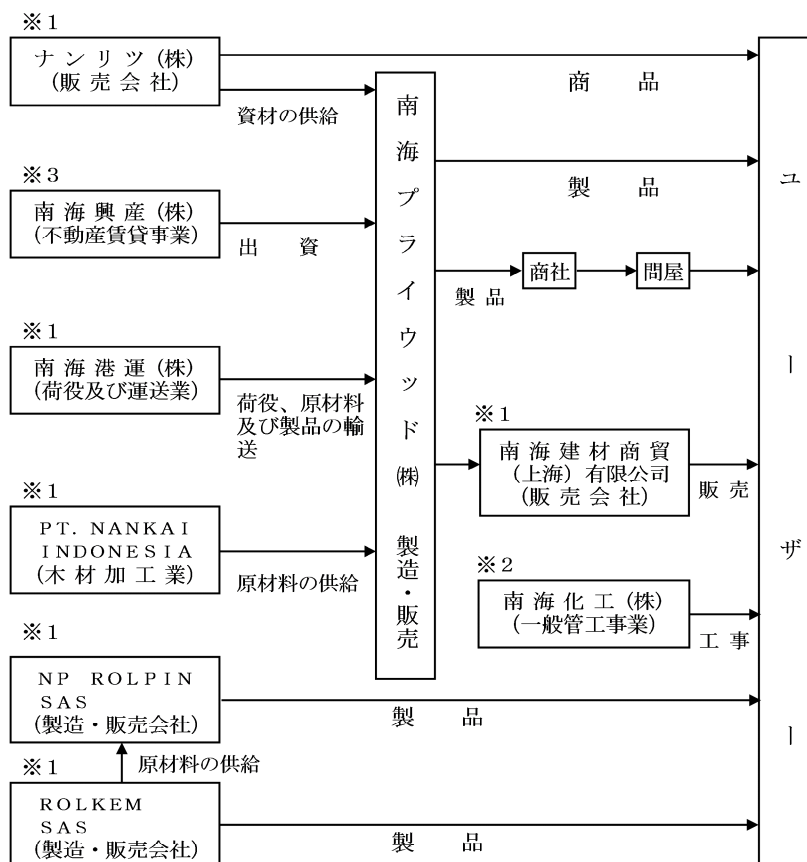 ※1
ナンリツ(株)
(販売会社)
資材の供給
商品
※3
南海興産(株)
(不動産賃貸事業)
出資
製品
製品
商社
問屋
※1
南海港運(株)
(荷役及び運送業)
荷役、原材料
及び製品の輸
送
※1
南海建材商貿
(上海)有限公司
(販売会社)
販売
※1
PT. NANKAI
INDONESIA
(木材加工業)
原材料の供給
※2
南海化工(株)
(一般管工事業)
工事
南海プライウッド㈱ 製造・販売
ユーザー
※1
NP ROLPIN
SAS
(製造・販売会社)
製品
原材料の供給
※1
ROLKEM
SAS
(製造・販売会社)
製品